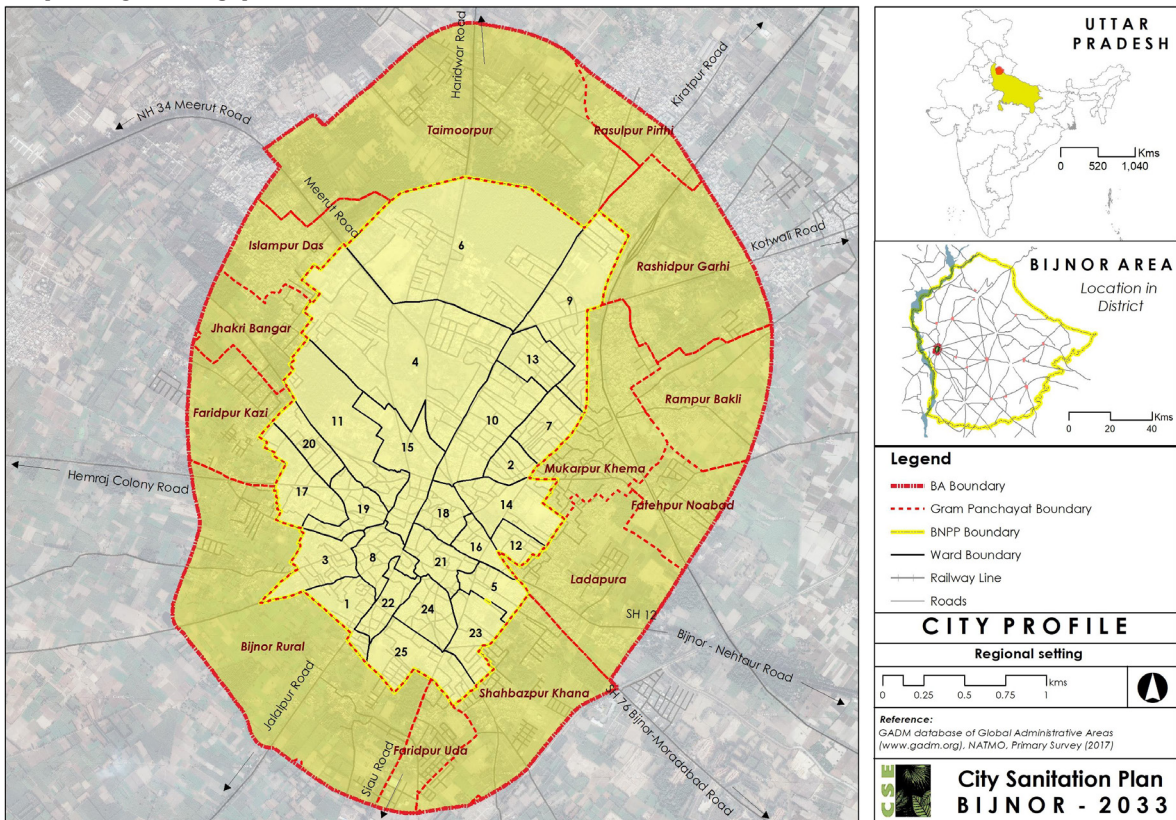 Haridwar Road
Kiratpur Road
NH 34 Meerut Road
Taimoorpur
Rasulpur Pirthi
Meerut Road
Islampur Das
6
Kotwali Road
Rashidpur Garhi
9
Jhakri Bangar
4
13
Faridpur Kazi
Rampur Bakli
11
10
7
20
15
2
Mukarpur Khema
Hemraj Colony Road
17
14
Fatehpur Noabad
19
18
16
12
3
8
21
Ladapura
5
1
22
24
SH 12
23
Bijnor - Nehtaur Road
Bijnor Rural
25
Shahbazpur Khana
SH 76 Bijnor-Moradabad Road
Jalalpur Road
Siau Road
Faridpur Uda
UTTAR
PRADESH
Kms
0 520 1,040
BIJNOR AREA
Location in
District
Kms
0 20 40
Legend
BA Boundary
Gram Panchayat Boundary
BNPP Boundary
Ward Boundary
Railway Line
Roads
CITY PROFILE
Regional setting
kms
0 0.25 0.5 0.75 1
Reference:
GADM database of Global Administrative Areas
(www.gadm.org), NATMO, Primary Survey (2017)
CSE
City Sanitation Plan
BIJNOR - 2033